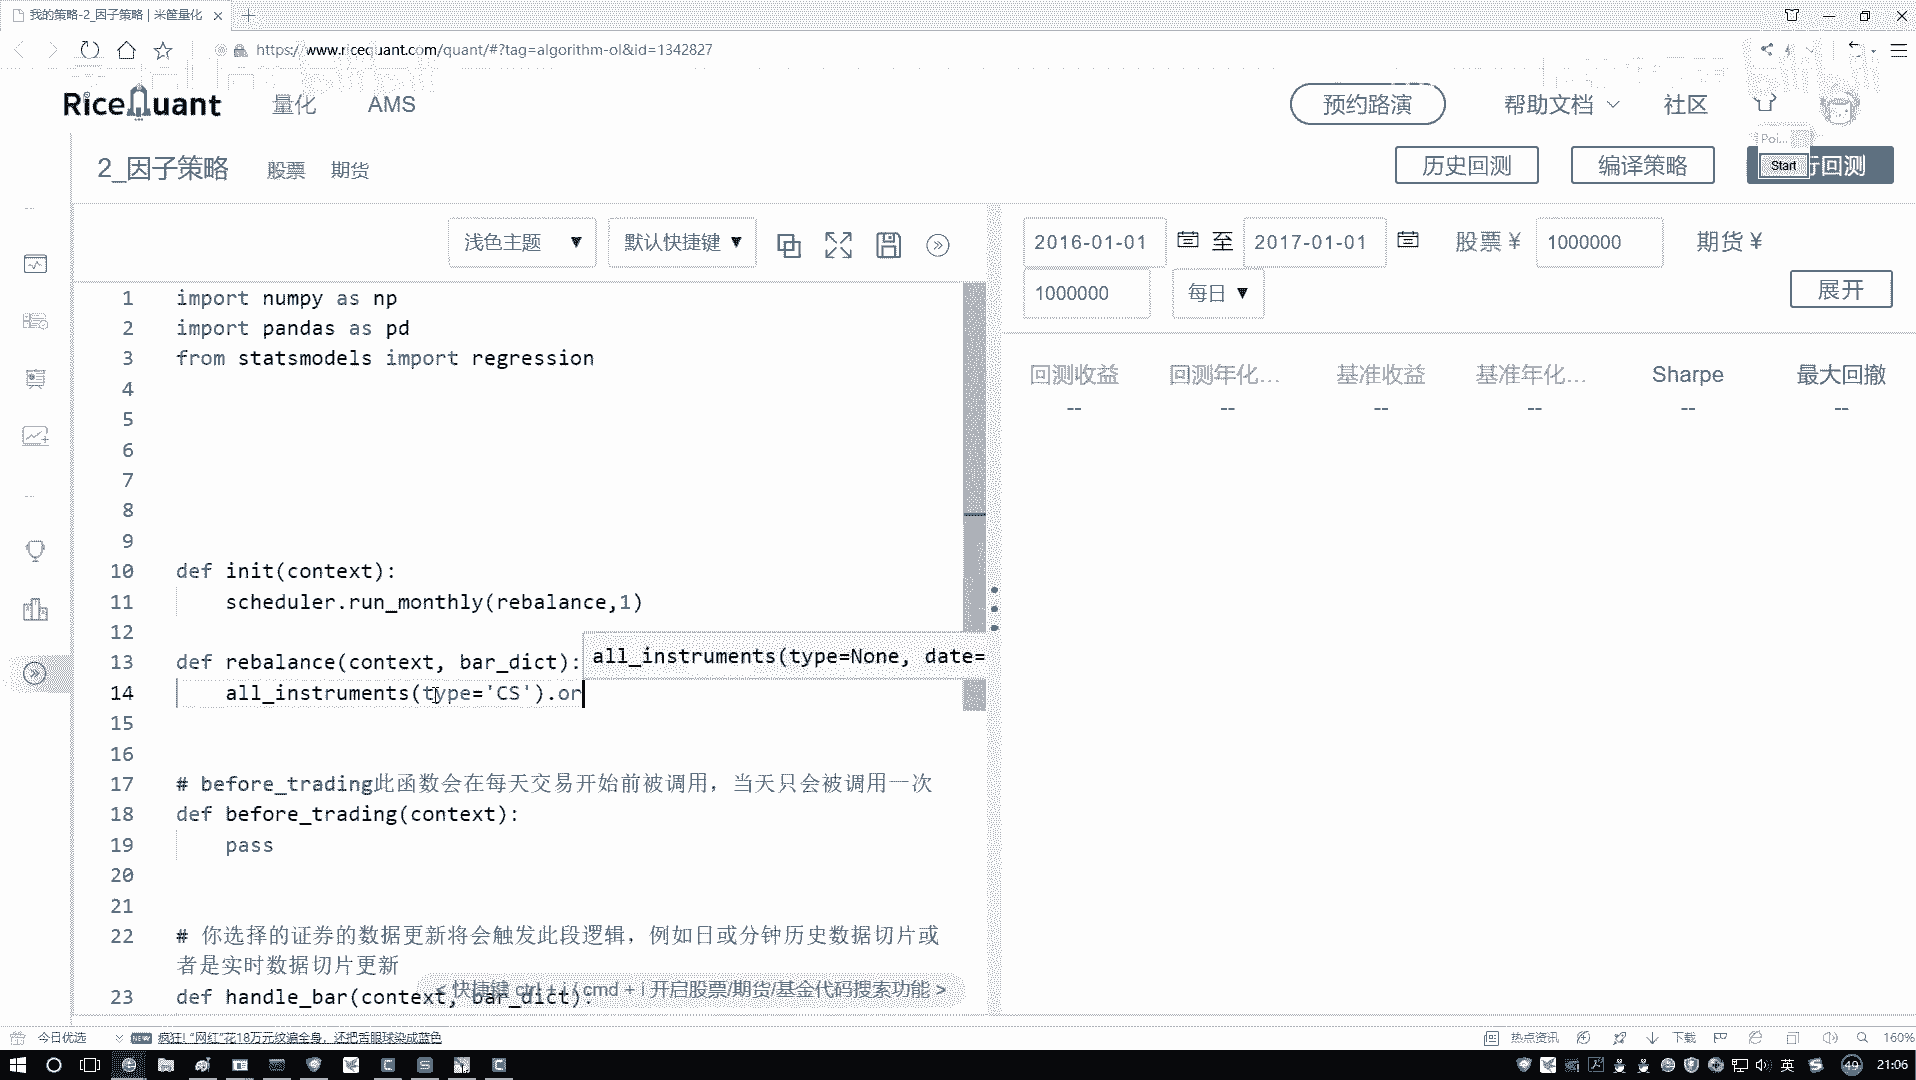 我的策略-2_因子策略 | 米筐量化
https://www.ricequant.com/quant/#?tag=algorithm-ol&id=1342827
RiceQuant 量化 AMS 预约路演 帮助文档 社区
Poi...
2_因子策略 股票 期货 历史回测 编译策略 Start 行回测
浅色主题 ▼ 默认快捷键 ▼
2016-01-01 至 2017-01-01 股票 ¥ 1000000 期货 ¥
1000000 每日 ▼ 展开
回测收益 回测年化... 基准收益 基准年化... Sharpe 最大回撤
-- -- -- -- -- --
1 import numpy as np
2 import pandas as pd
3 from statsmodels import regression
4
5
6
7
8
9
10 def init(context):
11 scheduler.run_monthly(rebalance,1)
12
all_instruments(type=None, date=
13 def rebalance(context, bar_dict):
14 all_instruments(type='CS').or
15
16
17 # before_trading此函数会在每天交易开始前被调用，当天只会被调用一次
18 def before_trading(context):
19 pass
20
21
22 # 你选择的证券的数据更新将会触发此段逻辑，例如日或分钟历史数据切片或
者是实时数据切片更新
23 def handle_bar(context, bar_dict):
< 快捷键 ctrl + i / cmd + i 开启股票/期货/基金代码搜索功能 >
今日优选 NEW 疯狂! "网红"花18万元纹遍全身，还把首眼球染成蓝色 热点资讯 下载 160%
英 49 21:06